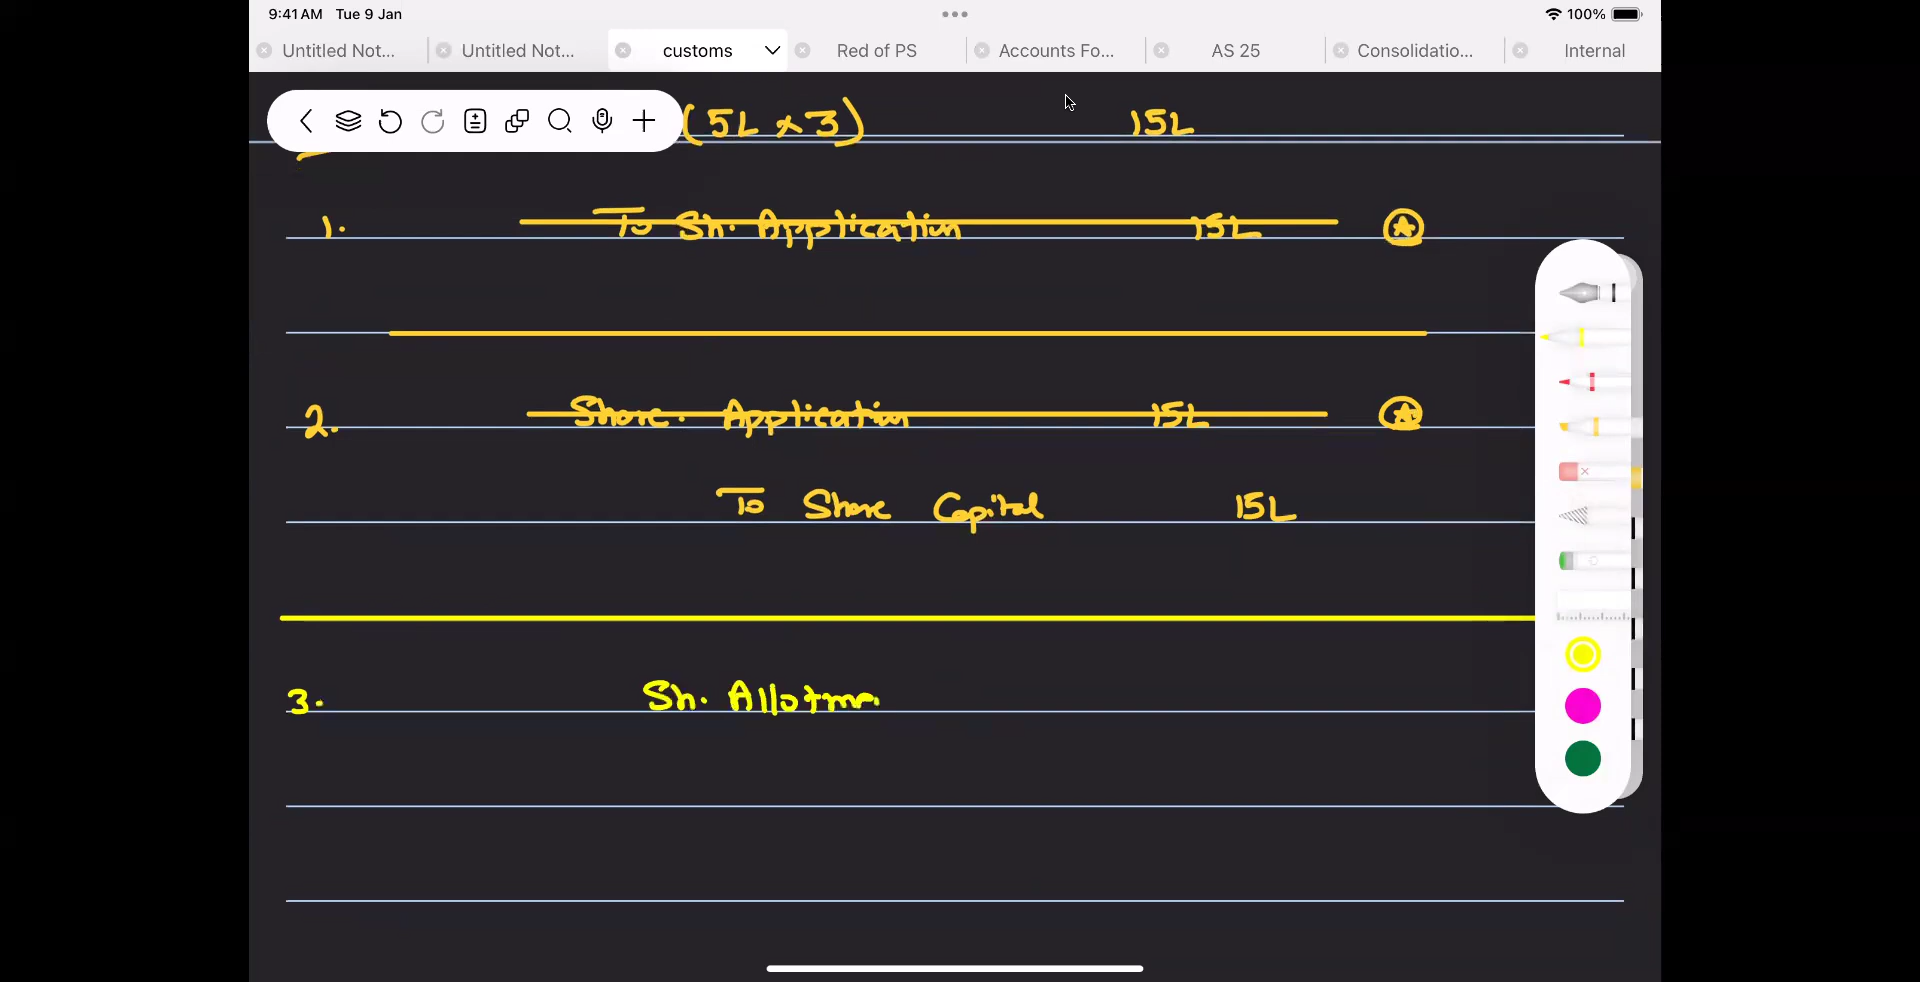 9:41 AM Tue 9 Jan 100%
Untitled Not... Untitled Not... customs Red of PS Accounts Fo... AS 25 Consolidatio... Internal
(5L x 3) 15L
1. To Sh. Application 15L
2. Share. Application 15L
To Share Capital 15L
3. Sh. Allotme